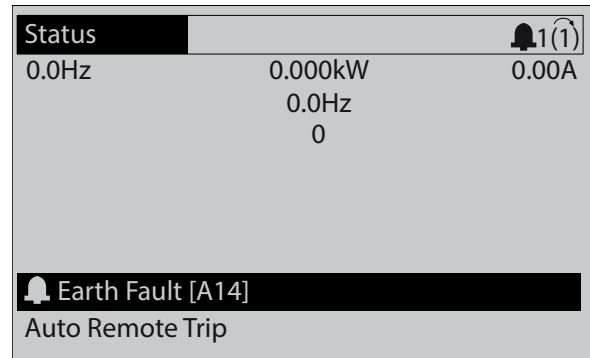 Status 1(1)
0.0Hz 0.000kW 0.00A
0.0Hz
0
Earth Fault [A14]
Auto Remote Trip